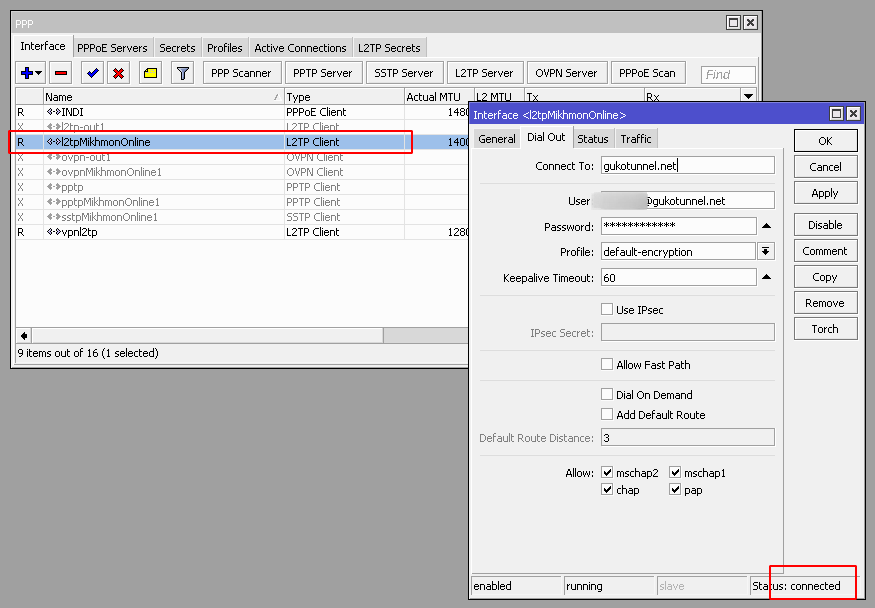 PPP
Interface PPPoE Servers Secrets Profiles Active Connections L2TP Secrets
PPP Scanner PPTP Server SSTP Server L2TP Server OVPN Server PPPoE Scan Find
Name / Type Actual MTU L2 MTU Tx Rx
R INDI PPPoE Client 1480
X l2tp-out1 L2TP Client
R l2tpMikhmonOnline L2TP Client 1400
X ovpn-out1 OVPN Client
X ovpnMikhmonOnline1 OVPN Client
X pptp PPTP Client
X pptpMikhmonOnline1 PPTP Client
X sstpMikhmonOnline1 SSTP Client
R vpnl2tp L2TP Client 1280
9 items out of 16 (1 selected)
Interface <l2tpMikhmonOnline>
General Dial Out Status Traffic
Connect To: gukotunnel.net
User @gukotunnel.net
Password: ************
Profile: default-encryption
Keepalive Timeout: 60
Use IPsec
IPsec Secret:
Allow Fast Path
Dial On Demand
Add Default Route
Default Route Distance: 3
Allow: mschap2 mschap1
chap pap
OK
Cancel
Apply
Disable
Comment
Copy
Remove
Torch
enabled running slave Status: connected